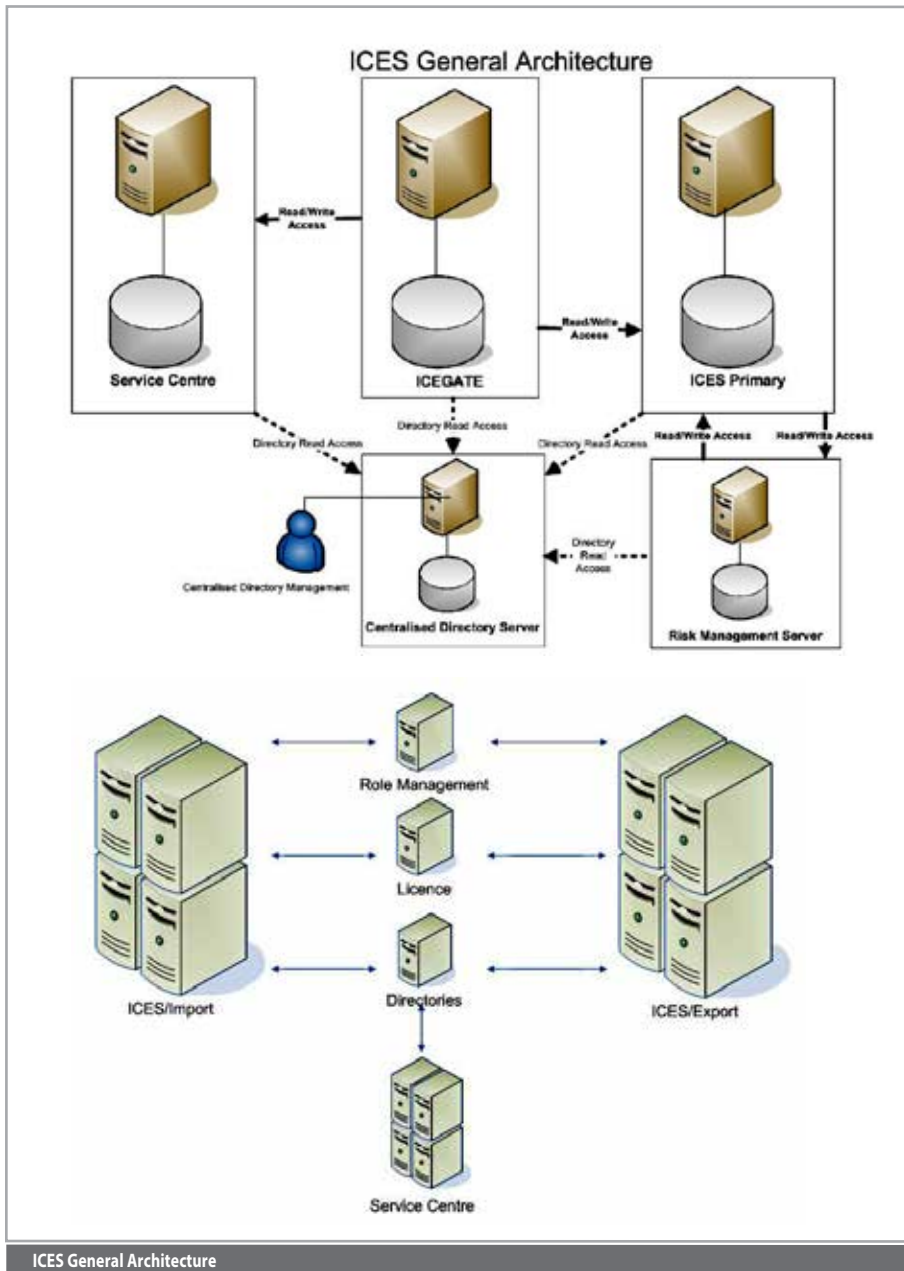 ICES General Architecture
Read/Write
Access
Read/Write
Access
Service Centre
ICEGATE
ICES Primary
Directory Read Access
Directory Read Access
Directory Read Access
Read/Write Access
Read/Write Access
Directory
Read
Access
Centralised Directory Management
Centralised Directory Server
Risk Management Server
Role Management
Licence
Directories
ICES/Import
ICES/Export
Service Centre
ICES General Architecture